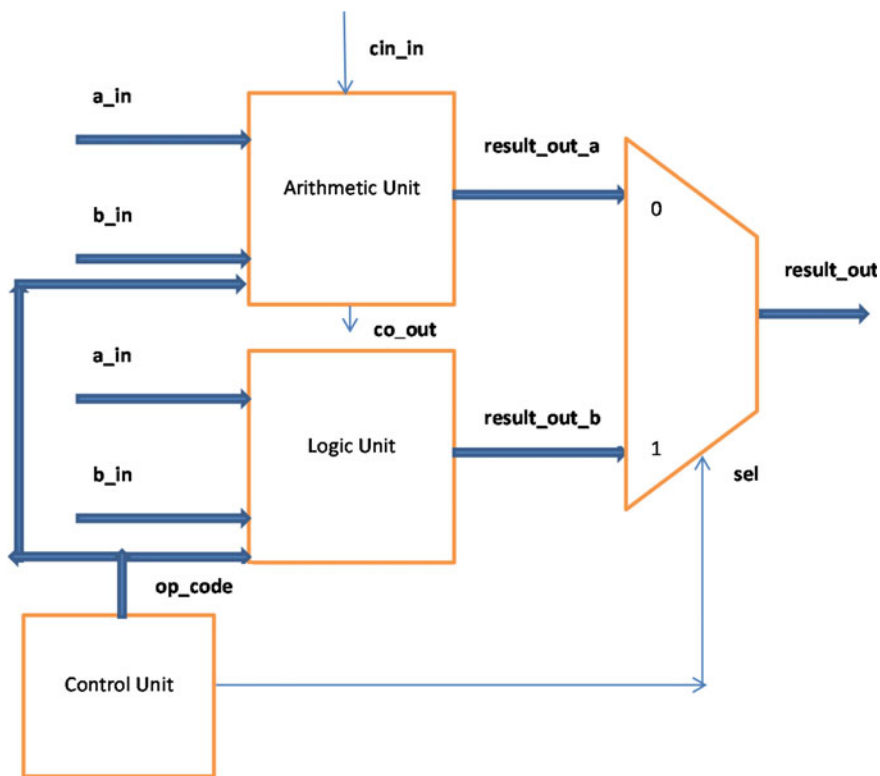 cin_in
a_in
result_out_a
Arithmetic Unit
0
b_in
result_out
co_out
a_in
result_out_b
Logic Unit
1
b_in
sel
op_code
Control Unit